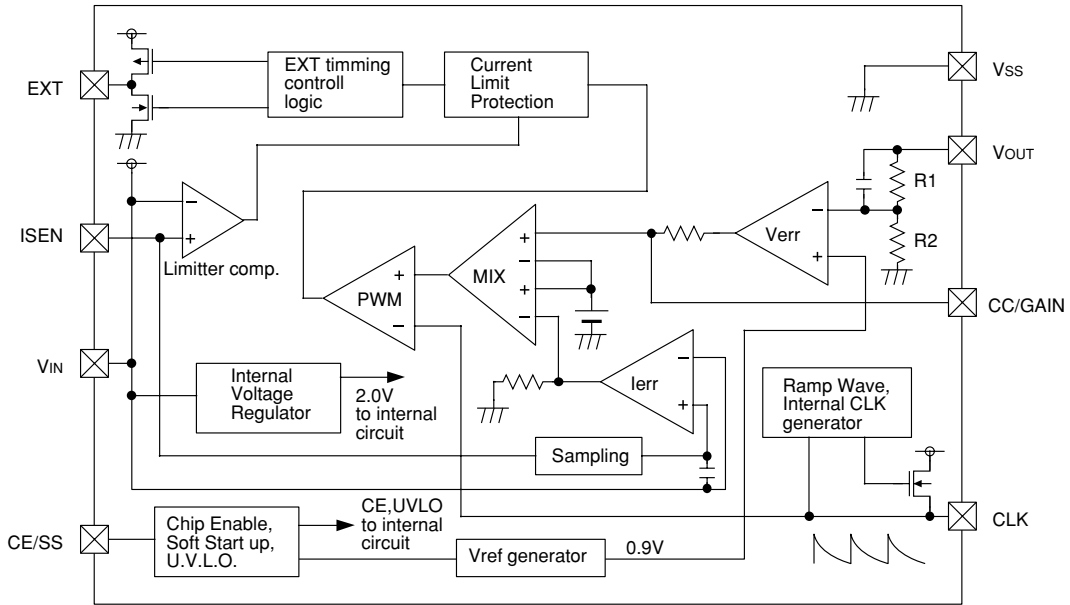 EXT
EXT timming
controll
logic
Current
Limit
Protection
VSS
VOUT
R1
R2
ISEN
−
+
Limitter comp.
PWM
+
−
MIX
+
−
+
−
Verr
−
+
CC/GAIN
VIN
Internal
Voltage
Regulator
2.0V
to internal
circuit
Ierr
−
+
Sampling
Ramp Wave,
Internal CLK
generator
CE/SS
Chip Enable,
Soft Start up,
U.V.L.O.
CE,UVLO
to internal
circuit
Vref generator
0.9V
CLK